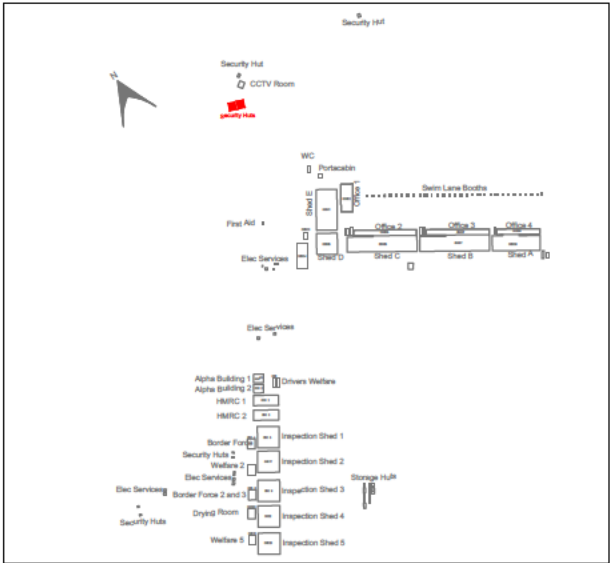 Security Hut
Security Hut
CCTV Room
N
Security Huts
WC
Portacabin
Shed E
Office 1
Swim Lane Booths
First Aid
Office 2
Office 3
Office 4
Elec Services
Shed D
Shed C
Shed B
Shed A
Elec Services
Alpha Building 1
Drivers Welfare
Alpha Building 2
HMRC 1
HMRC 2
Border Force
Inspection Shed 1
Security Huts
Inspection Shed 2
Welfare 2
Elec Services
Storage Huts
Elec Services
Border Force 2 and 3
Inspection Shed 3
Drying Room
Inspection Shed 4
Security Huts
Welfare 5
Inspection Shed 5